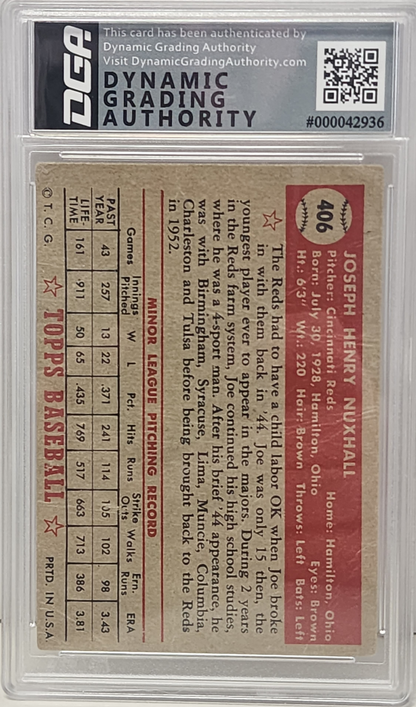 This card has been authenticated by
Dynamic Grading Authority
Visit DynamicGradingAuthority.com
DGA
DYNAMIC
GRADING
AUTHORITY
#000042936
406
JOSEPH HENRY NUXHALL
Pitcher: Cincinnati Reds Home: Hamilton, Ohio
Born: July 30, 1928, Hamilton, Ohio Eyes: Brown
Ht.: 6'3" Wt.: 220 Hair: Brown Throws: Left Bats: Left
The Reds had to have a child labor OK when Joe broke
in with them back in '44. Joe was only 15 then, the
youngest player ever to appear in the majors. During 2 years
in the Reds farm system, Joe continued his high school studies,
where he was a 4-sport man. After his brief '44 appearance, he
was with Birmingham, Syracuse, Lima, Muncie, Columbia,
Charleston and Tulsa before being brought back to the Reds
in 1952.
MINOR LEAGUE PITCHING RECORD
Games Innings Pitched W L Pct. Hits Runs Strike Outs Walks Ern. Runs ERA
PAST YEAR 43 257 13 22 .371 241 114 105 102 98 3.43
LIFE-TIME 161 911 50 65 .435 769 517 663 713 386 3.81
© T. C. G. TOPPS BASEBALL PRTD. IN U.S.A.